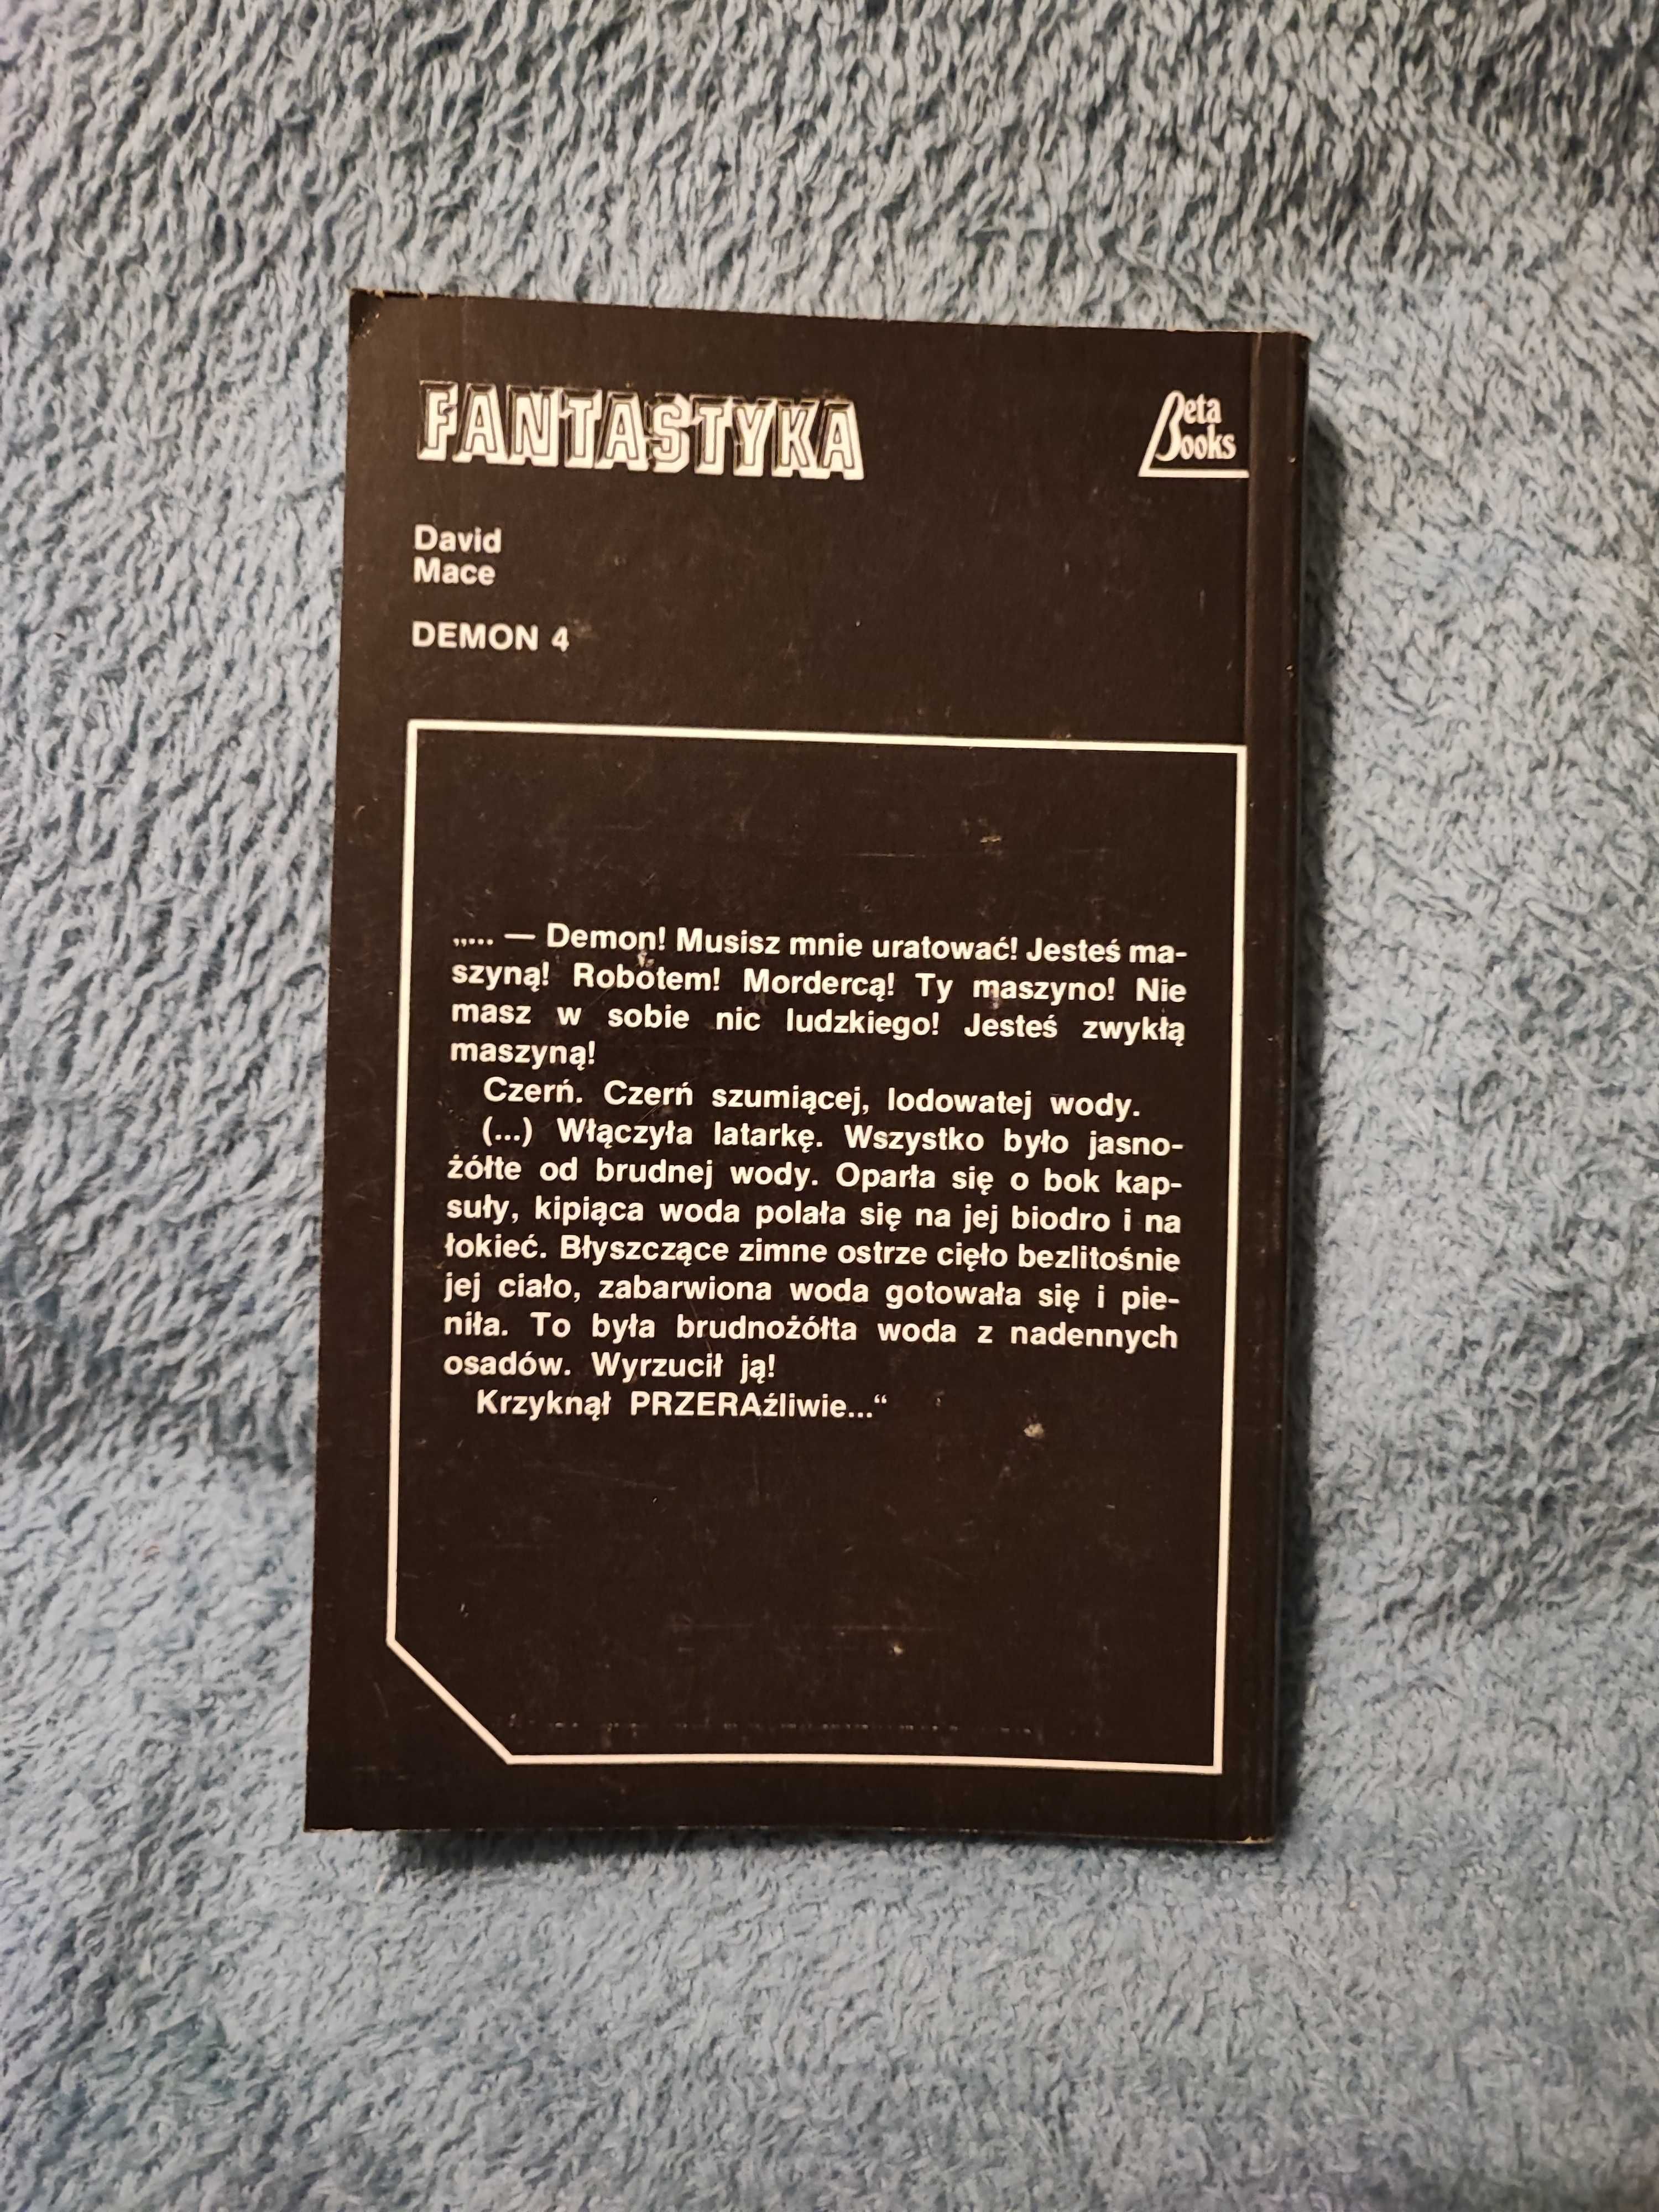 FANTASTYKA
Beta
Books
David
Mace
DEMON 4
„... — Demon! Musisz mnie uratować! Jesteś ma-
szyną! Robotem! Mordercą! Ty maszyno! Nie
masz w sobie nic ludzkiego! Jesteś zwykłą
maszyną!
Czerń. Czerń szumiącej, lodowatej wody.
(...) Włączyła latarkę. Wszystko było jasno-
żółte od brudnej wody. Oparła się o bok kap-
suły, kipiąca woda polała się na jej biodro i na
łokieć. Błyszczące zimne ostrze cięło bezlitośnie
jej ciało, zabarwiona woda gotowała się i pie-
niła. To była brudnożółta woda z nadennych
osadów. Wyrzucił ją!
Krzyknął PRZERAźliwie...“